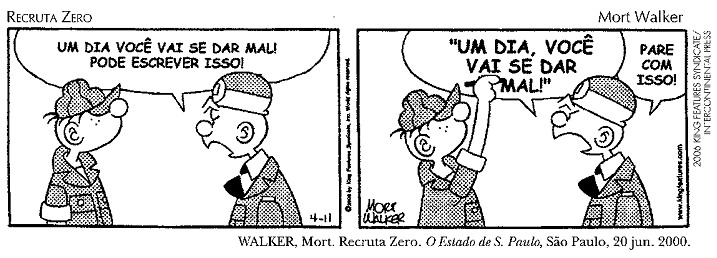 RECRUTA ZERO
Mort Walker
UM DIA VOCÊ VAI SE DAR MAL!
PODE ESCREVER ISSO!
4-11
"UM DIA, VOCÊ
VAI SE DAR
MAL!"
PARE
COM
ISSO!
MORT
WALKER
www.kingfeatures.com
2006 KING FEATURES SYNDICATE/
INTERCONTINENTAL PRESS
WALKER, Mort. Recruta Zero. O Estado de S. Paulo, São Paulo, 20 jun. 2000.